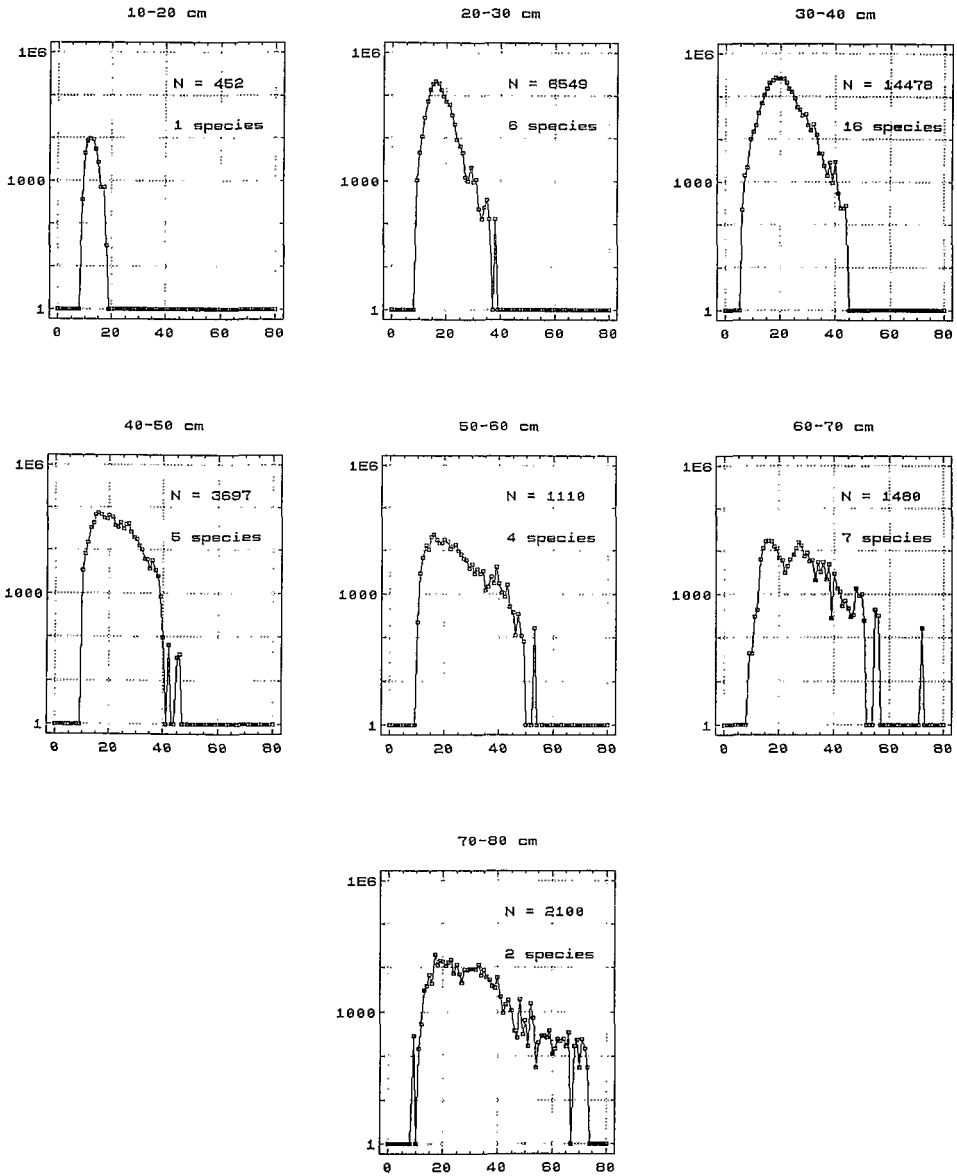 10-20 cm
1E6
N = 452
1 species
1000
1
0 20 40 60 80
20-30 cm
1E6
N = 6549
6 species
1000
1
0 20 40 60 80
30-40 cm
1E6
N = 14478
16 species
1000
1
0 20 40 60 80
40-50 cm
1E6
N = 3697
5 species
1000
1
0 20 40 60 80
50-60 cm
1E6
N = 1110
4 species
1000
1
0 20 40 60 80
60-70 cm
1E6
N = 1480
7 species
1000
1
0 20 40 60 80
70-80 cm
1E6
N = 2100
2 species
1000
1
0 20 40 60 80